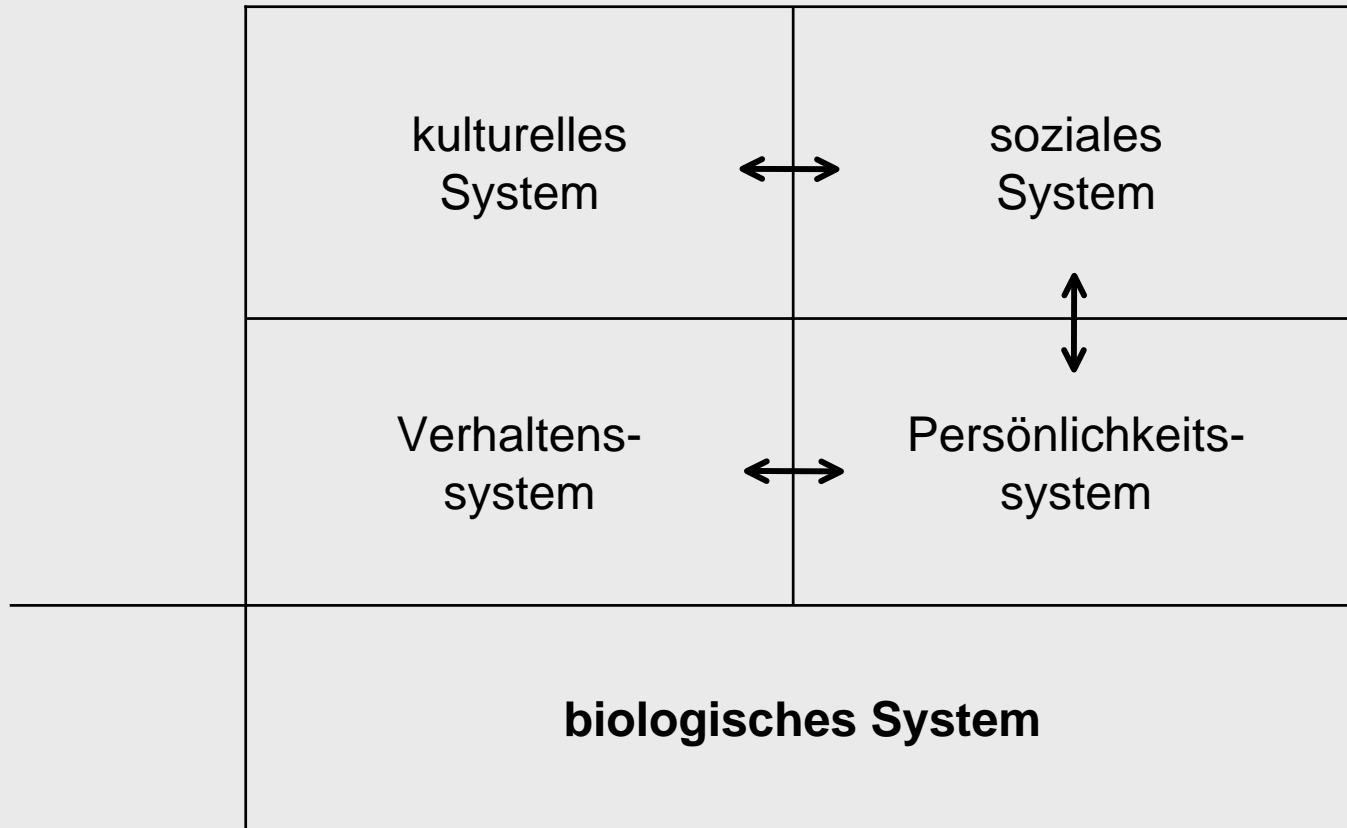 kulturelles
System
soziales
System
Verhaltens-
system
Persönlichkeits-
system
biologisches System